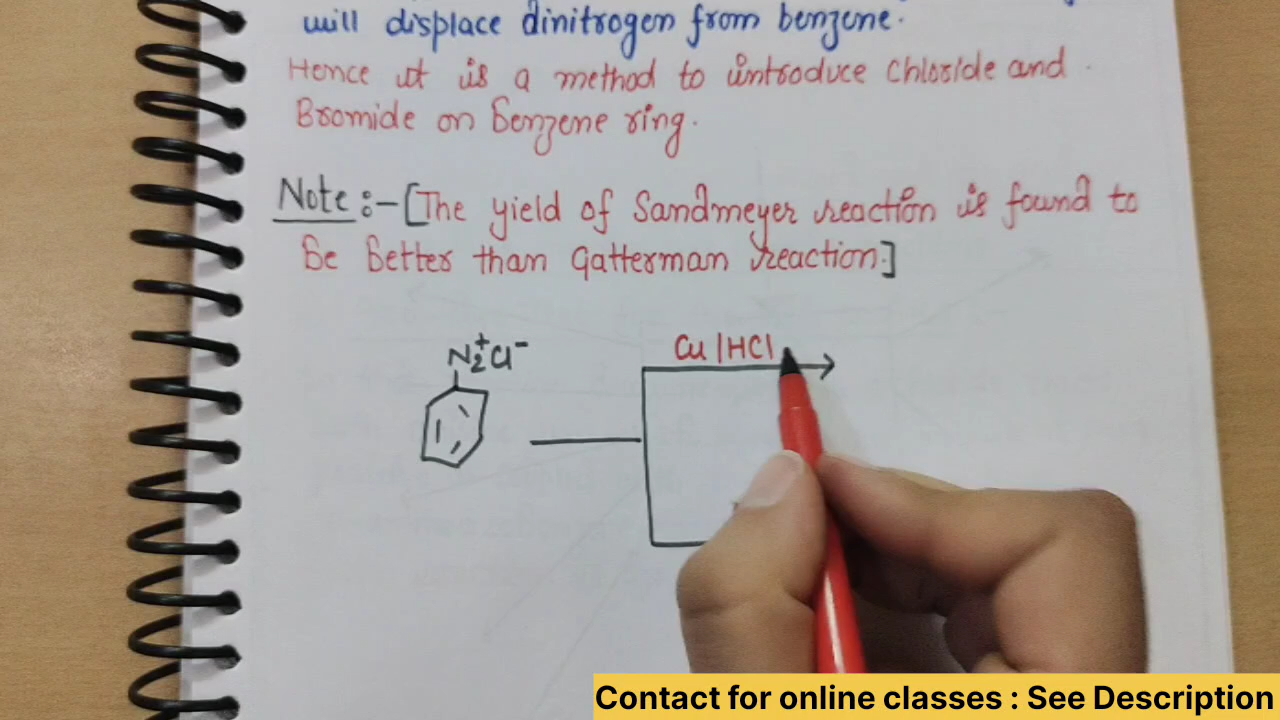 will displace dinitrogen from benzene.
Hence it is a method to introduce Chloride and
Bromide on benzene ring.
Note :- [The yield of Sandmeyer reaction is found to
be better than Gatterman reaction.]
Cu | HCl
N₂⁺Cl⁻
Contact for online classes : See Description